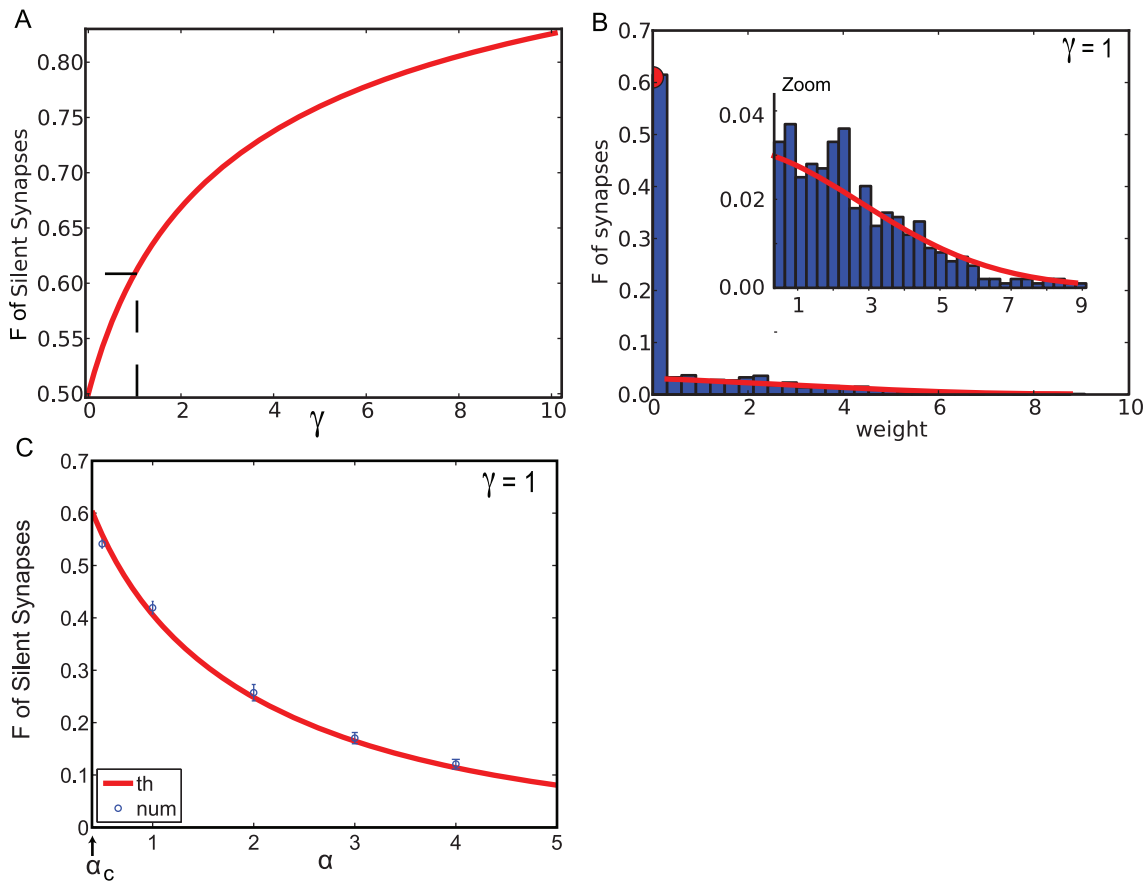 A
F of Silent Synapses
0.80
0.75
0.70
0.65
0.60
0.55
0.50
0 2 4 6 8 10
γ
B
γ = 1
F of synapses
0.7
0.6
0.5
0.4
0.3
0.2
0.1
0.0
0 2 4 6 8 10
weight
Zoom
0.04
0.02
0.00
1 3 5 7 9
C
γ = 1
F of Silent Synapses
0.7
0.6
0.5
0.4
0.3
0.2
0.1
0
th
num
1 2 3 4 5
αc
α